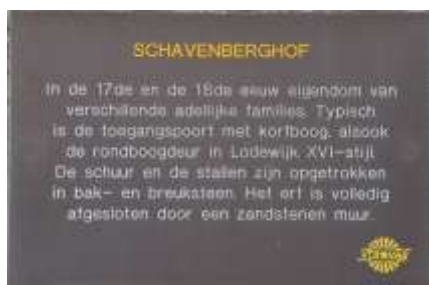 SCHAVENBERGHOF
In de 17de en de 18de eeuw eigendom van
verschillende adellijke families. Typisch
is de toegangspoort met korfboog, alsook
de rondboogdeur in Lodewijk XVI-stijl.
De schuur en de stallen zijn opgetrokken
in bak- en breuksteen. Het erf is volledig
afgesloten door een zandstenen muur.